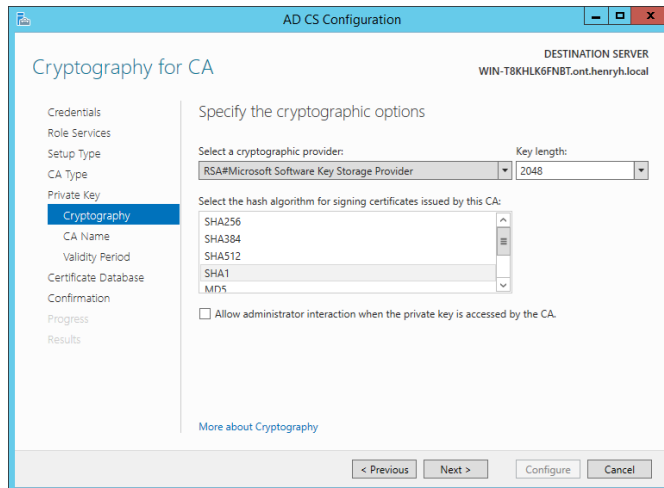 AD CS Configuration
DESTINATION SERVER
WIN-T8KHLK6FNBT.ont.henryh.local
Cryptography for CA
Credentials
Role Services
Setup Type
CA Type
Private Key
Cryptography
CA Name
Validity Period
Certificate Database
Confirmation
Progress
Results
Specify the cryptographic options
Select a cryptographic provider:
Key length:
RSA#Microsoft Software Key Storage Provider
2048
Select the hash algorithm for signing certificates issued by this CA:
SHA256
SHA384
SHA512
SHA1
MD5
Allow administrator interaction when the private key is accessed by the CA.
More about Cryptography
< Previous
Next >
Configure
Cancel